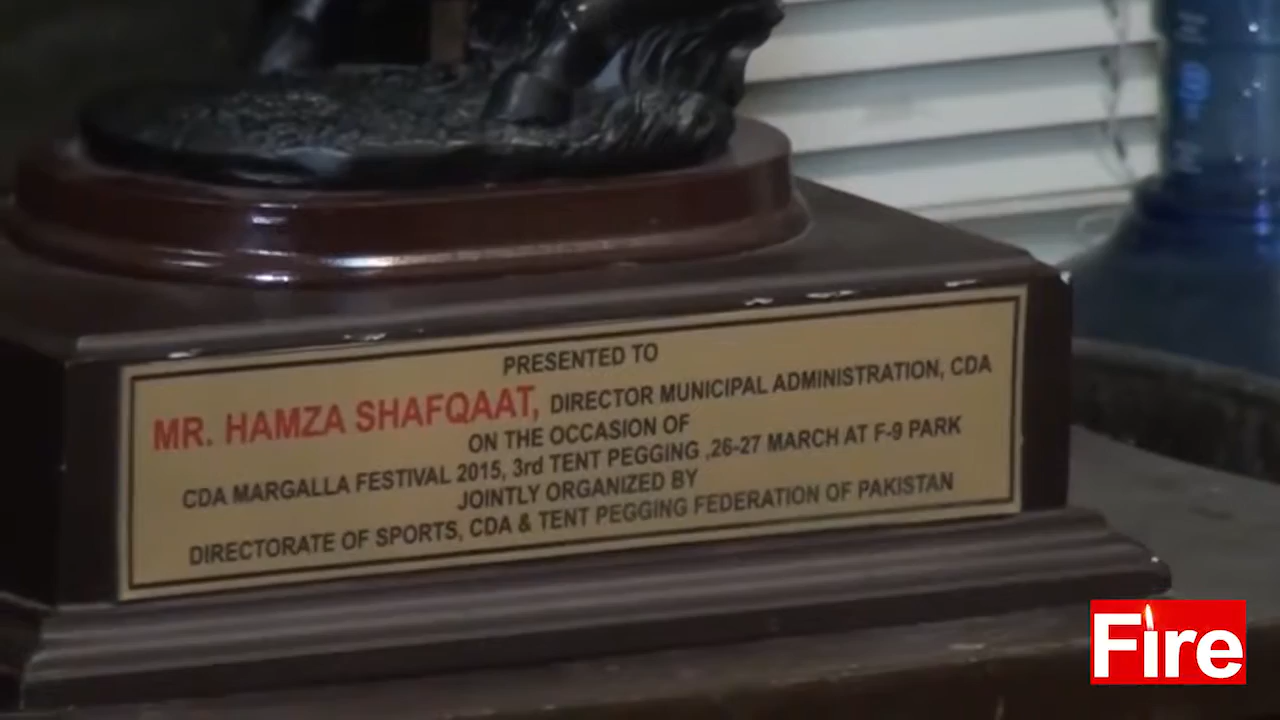 PRESENTED TO
MR. HAMZA SHAFQAAT, DIRECTOR MUNICIPAL ADMINISTRATION, CDA
ON THE OCCASION OF
CDA MARGALLA FESTIVAL 2015, 3rd TENT PEGGING ,26-27 MARCH AT F-9 PARK
JOINTLY ORGANIZED BY
DIRECTORATE OF SPORTS, CDA & TENT PEGGING FEDERATION OF PAKISTAN
Fire